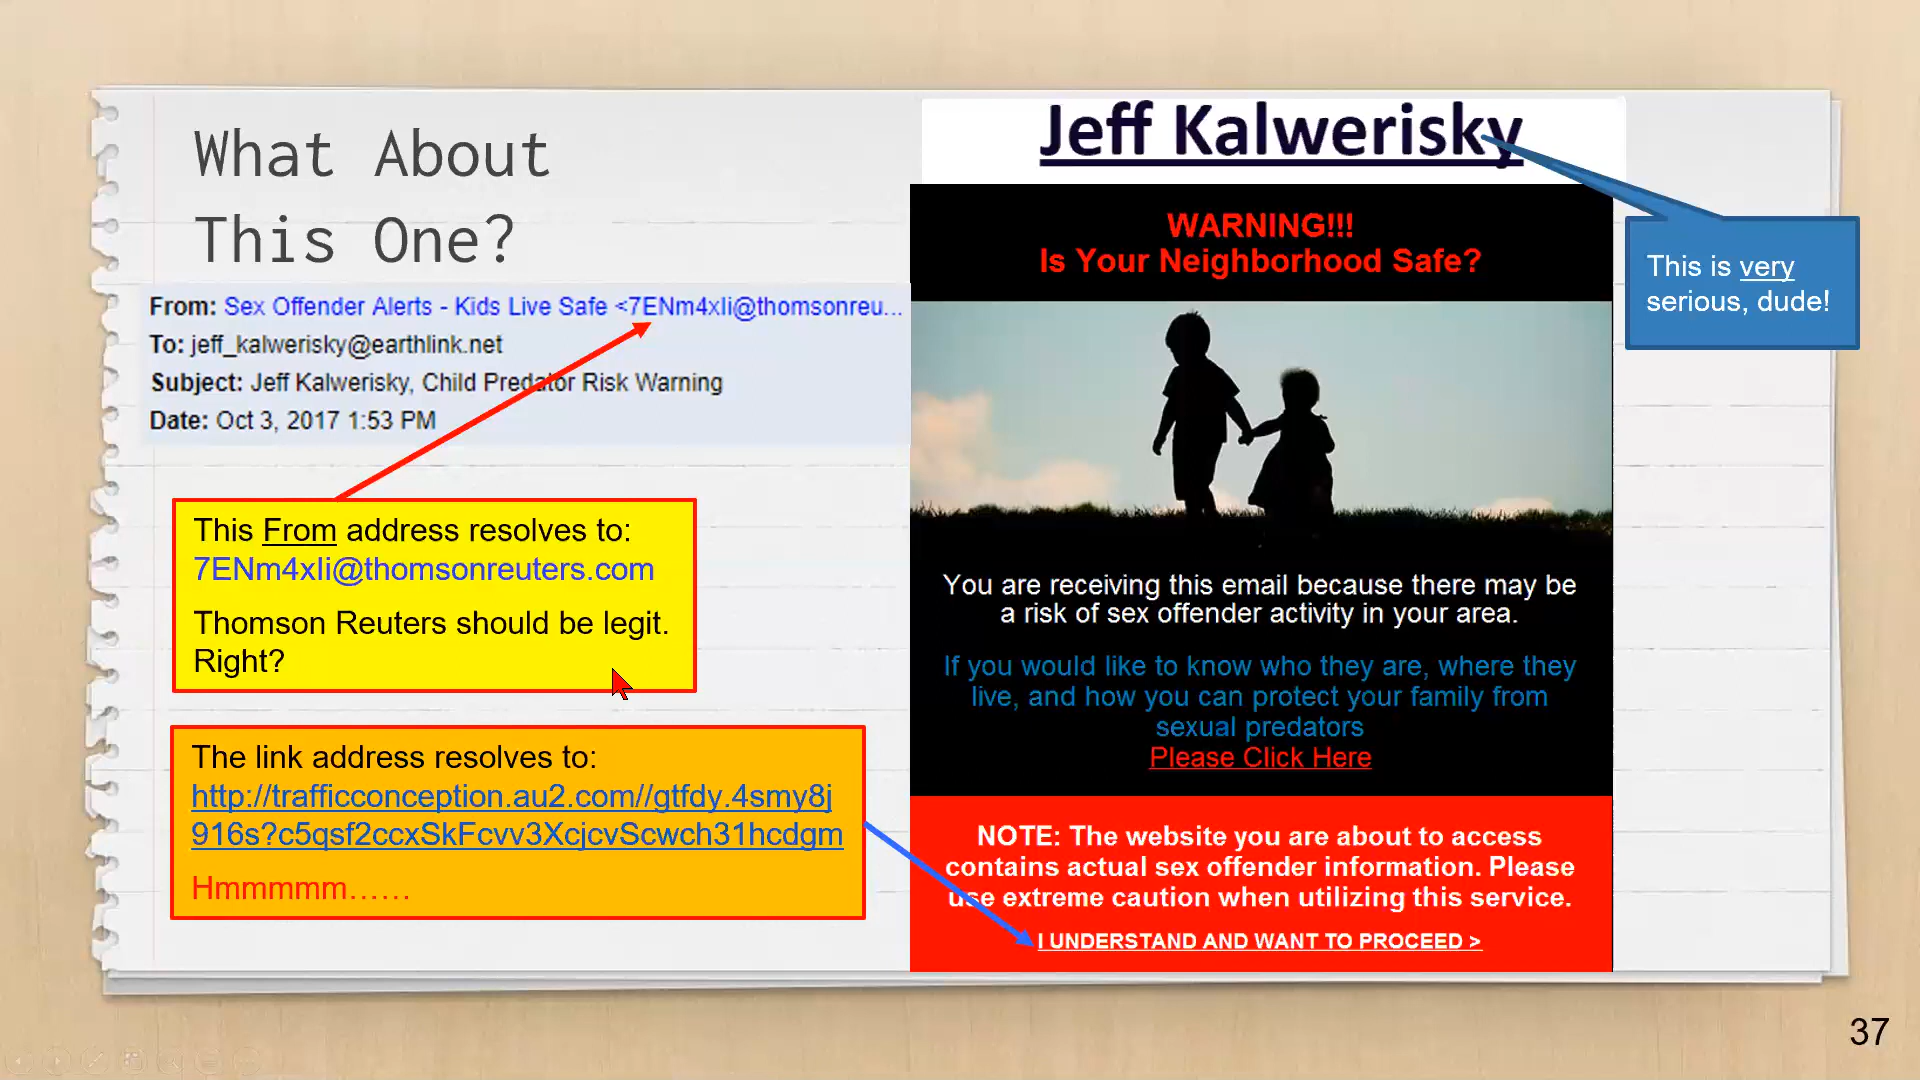 What About
This One?
From: Sex Offender Alerts - Kids Live Safe <7ENm4xIi@thomsonreu...
To: jeff_kalwerisky@earthlink.net
Subject: Jeff Kalwerisky, Child Predator Risk Warning
Date: Oct 3, 2017 1:53 PM
This From address resolves to:
7ENm4xIi@thomsonreuters.com
Thomson Reuters should be legit.
Right?
The link address resolves to:
http://trafficconception.au2.com//gtfdy.4smy8j
916s?c5qsf2ccxSkFcvv3XcjcvScwch31hcdgm
Hmmmmm......
Jeff Kalwerisky
WARNING!!!
Is Your Neighborhood Safe?
You are receiving this email because there may be
a risk of sex offender activity in your area.
If you would like to know who they are, where they
live, and how you can protect your family from
sexual predators
Please Click Here
NOTE: The website you are about to access
contains actual sex offender information. Please
use extreme caution when utilizing this service.
I UNDERSTAND AND WANT TO PROCEED >
This is very
serious, dude!
37